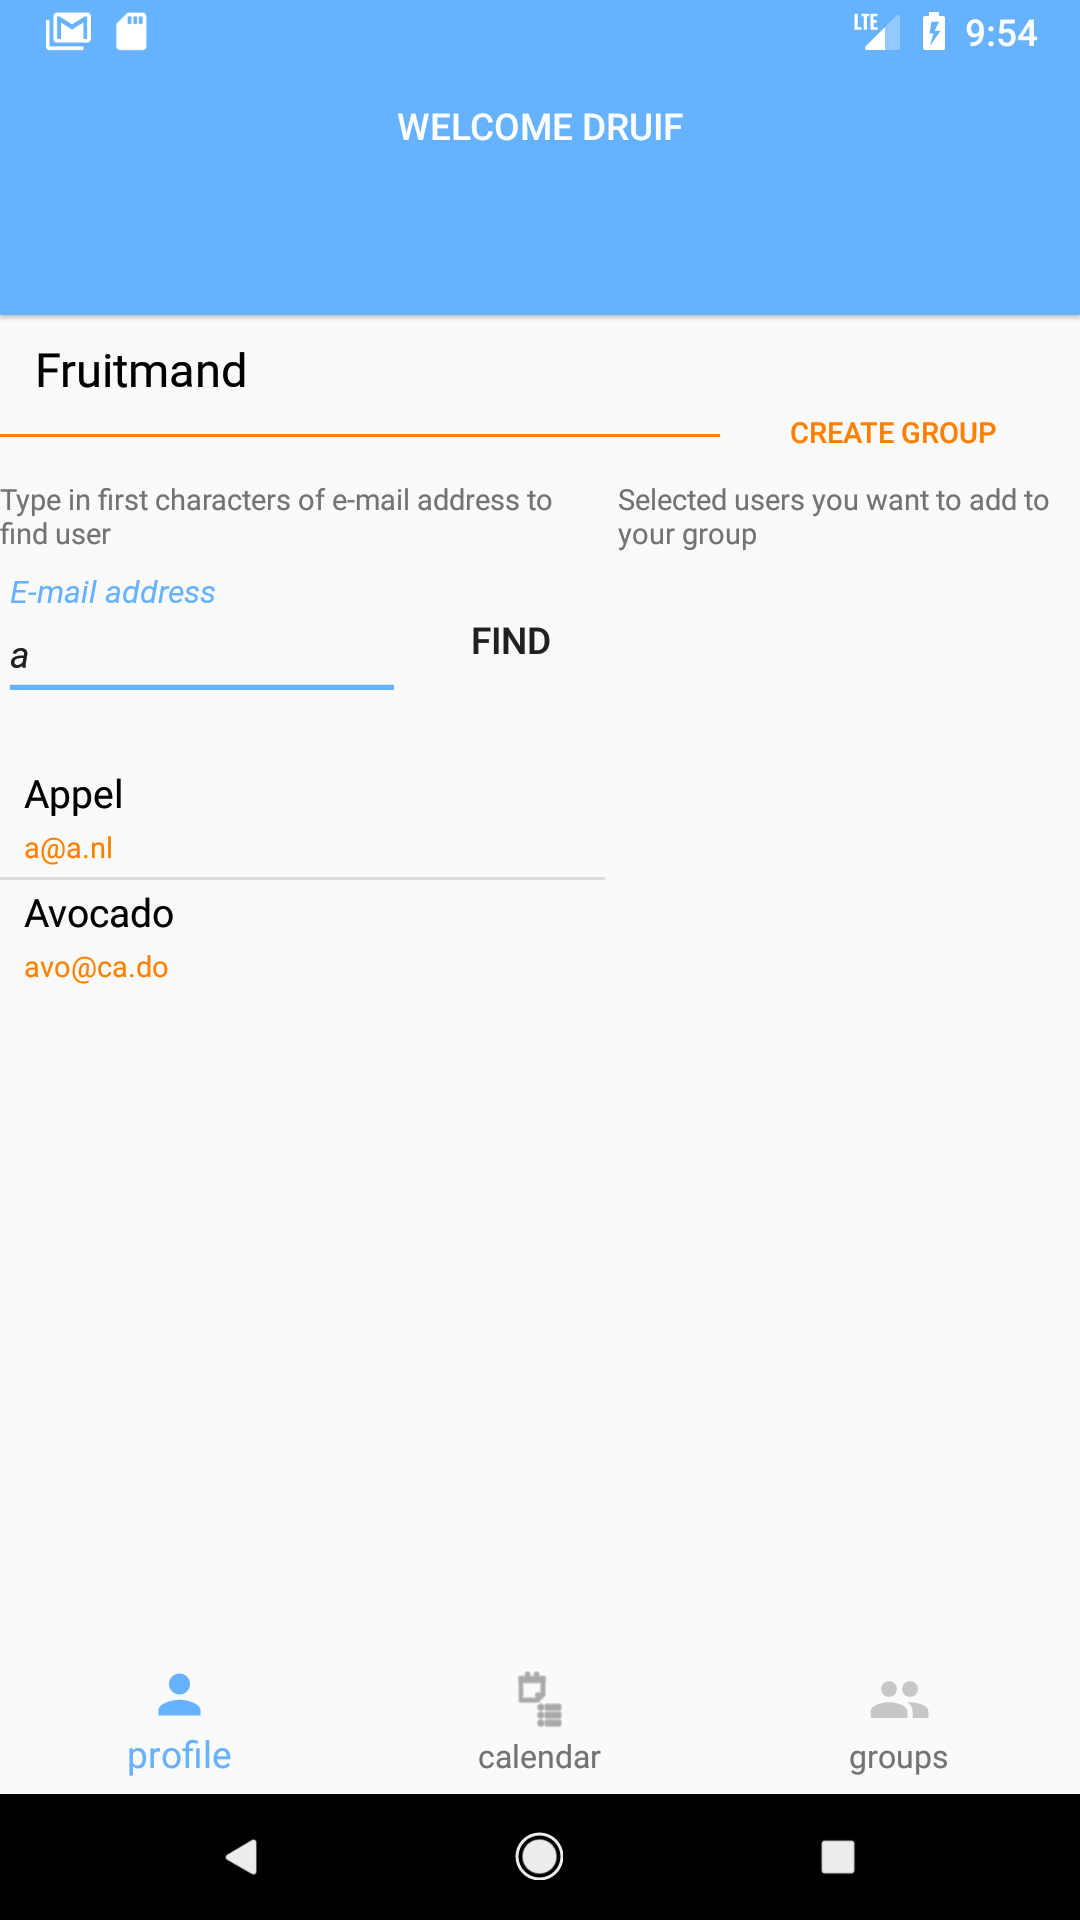 LTE 9:54
WELCOME DRUIF
Fruitmand
CREATE GROUP
Type in first characters of e-mail address to
find user
Selected users you want to add to
your group
E-mail address
a
FIND
Appel
a@a.nl
Avocado
avo@ca.do
profile
calendar
groups